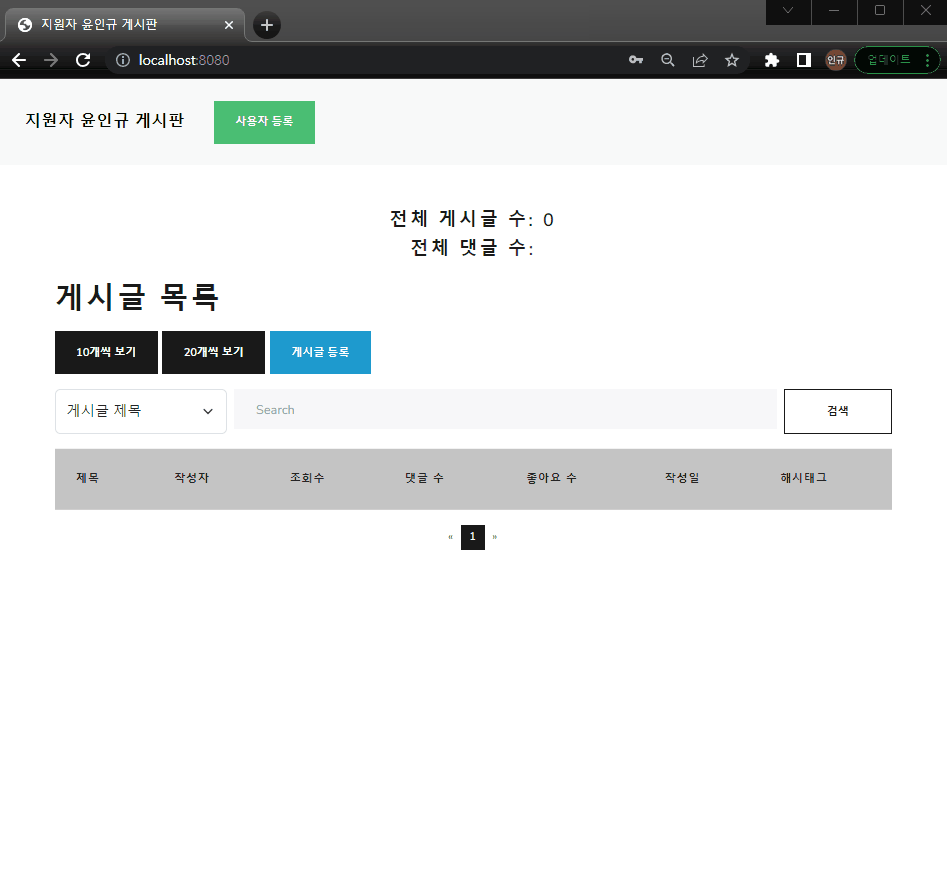 지원자 윤인규 게시판
localhost:8080
인규
업데이트
지원자 윤인규 게시판
사용자 등록
전체 게시글 수: 0
전체 댓글 수:
게시글 목록
10개씩 보기 20개씩 보기 게시글 등록
게시글 제목 Search 검색
제목 작성자 조회수 댓글 수 좋아요 수 작성일 해시태그
« 1 »